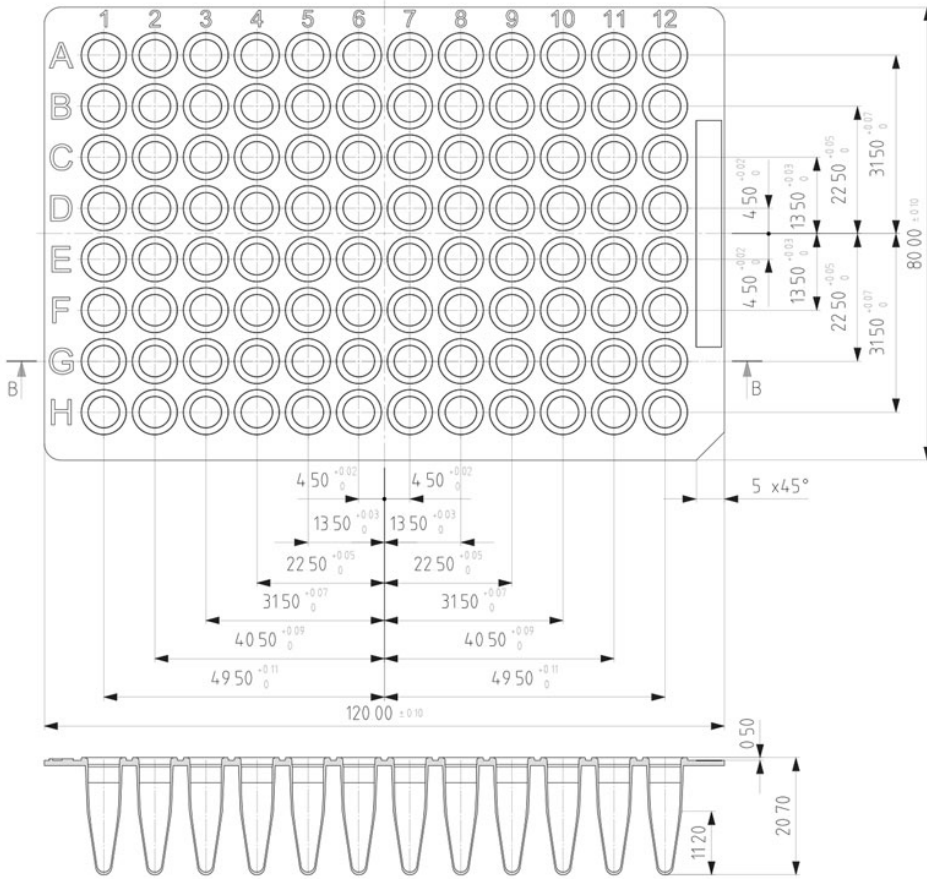 1 2 3 4 5 6 7 8 9 10 11 12
A
B
C
D
E
F
G
H
B B
4 50 +0.02 0
13 50 +0.03 0
22 50 +0.05 0
31 50 +0.07 0
4 50 +0.02 0
13 50 +0.03 0
22 50 +0.05 0
31 50 +0.07 0
80 00 ± 0 10
4 50 +0.02 0 4 50 +0.02 0
5 x45°
13 50 +0.03 0 13 50 +0.03 0
22 50 +0.05 0 22 50 +0.05 0
31 50 +0.07 0 31 50 +0.07 0
40 50 +0.09 0 40 50 +0.09 0
49 50 +0.11 0 49 50 +0.11 0
120 00 ± 0 10
0 50
11 20
20 70